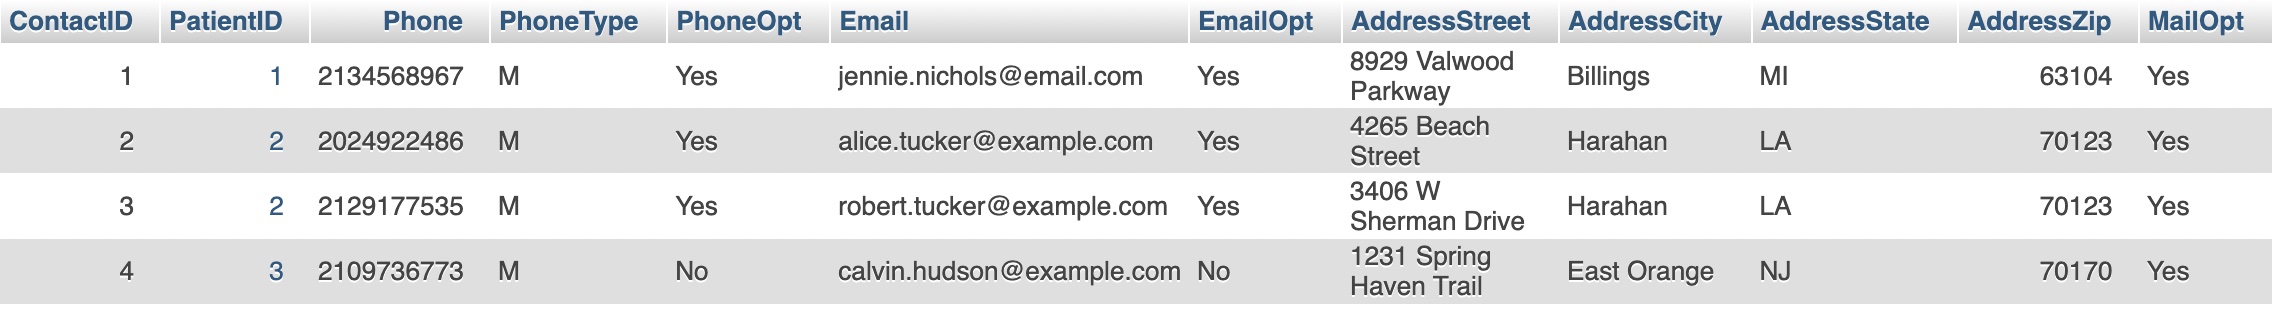 ContactID PatientID Phone PhoneType PhoneOpt Email EmailOpt AddressStreet AddressCity AddressState AddressZip MailOpt
1 1 2134568967 M Yes jennie.nichols@email.com Yes 8929 Valwood Parkway Billings MI 63104 Yes
2 2 2024922486 M Yes alice.tucker@example.com Yes 4265 Beach Street Harahan LA 70123 Yes
3 2 2129177535 M Yes robert.tucker@example.com Yes 3406 W Sherman Drive Harahan LA 70123 Yes
4 3 2109736773 M No calvin.hudson@example.com No 1231 Spring Haven Trail East Orange NJ 70170 Yes